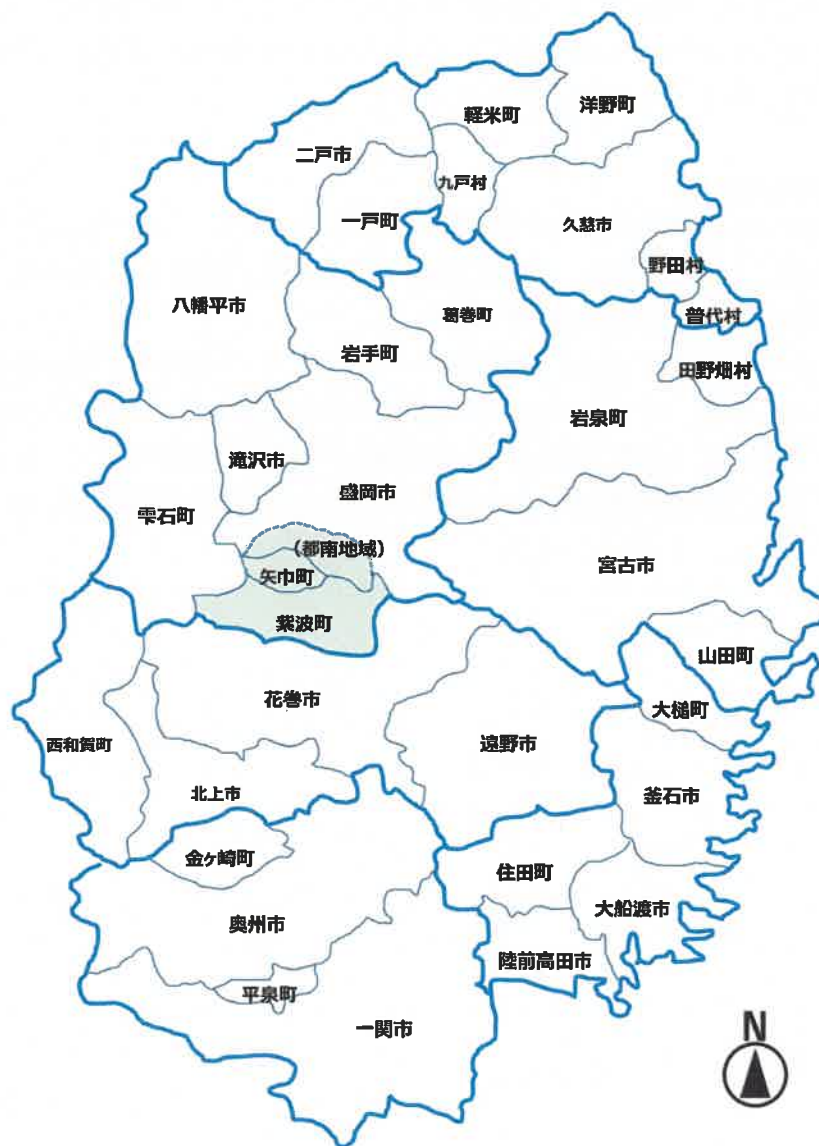 洋野町
軽米町
二戸市
九戸村
一戸町
久慈市
野田村
八幡平市
葛巻町
普代村
岩手町
田野畑村
岩泉町
滝沢市
盛岡市
雫石町
(都南地域)
宮古市
矢巾町
紫波町
山田町
花巻市
大槌町
西和賀町
遠野市
北上市
釜石市
金ヶ崎町
住田町
大船渡市
奥州市
陸前高田市
平泉町
一関市
N